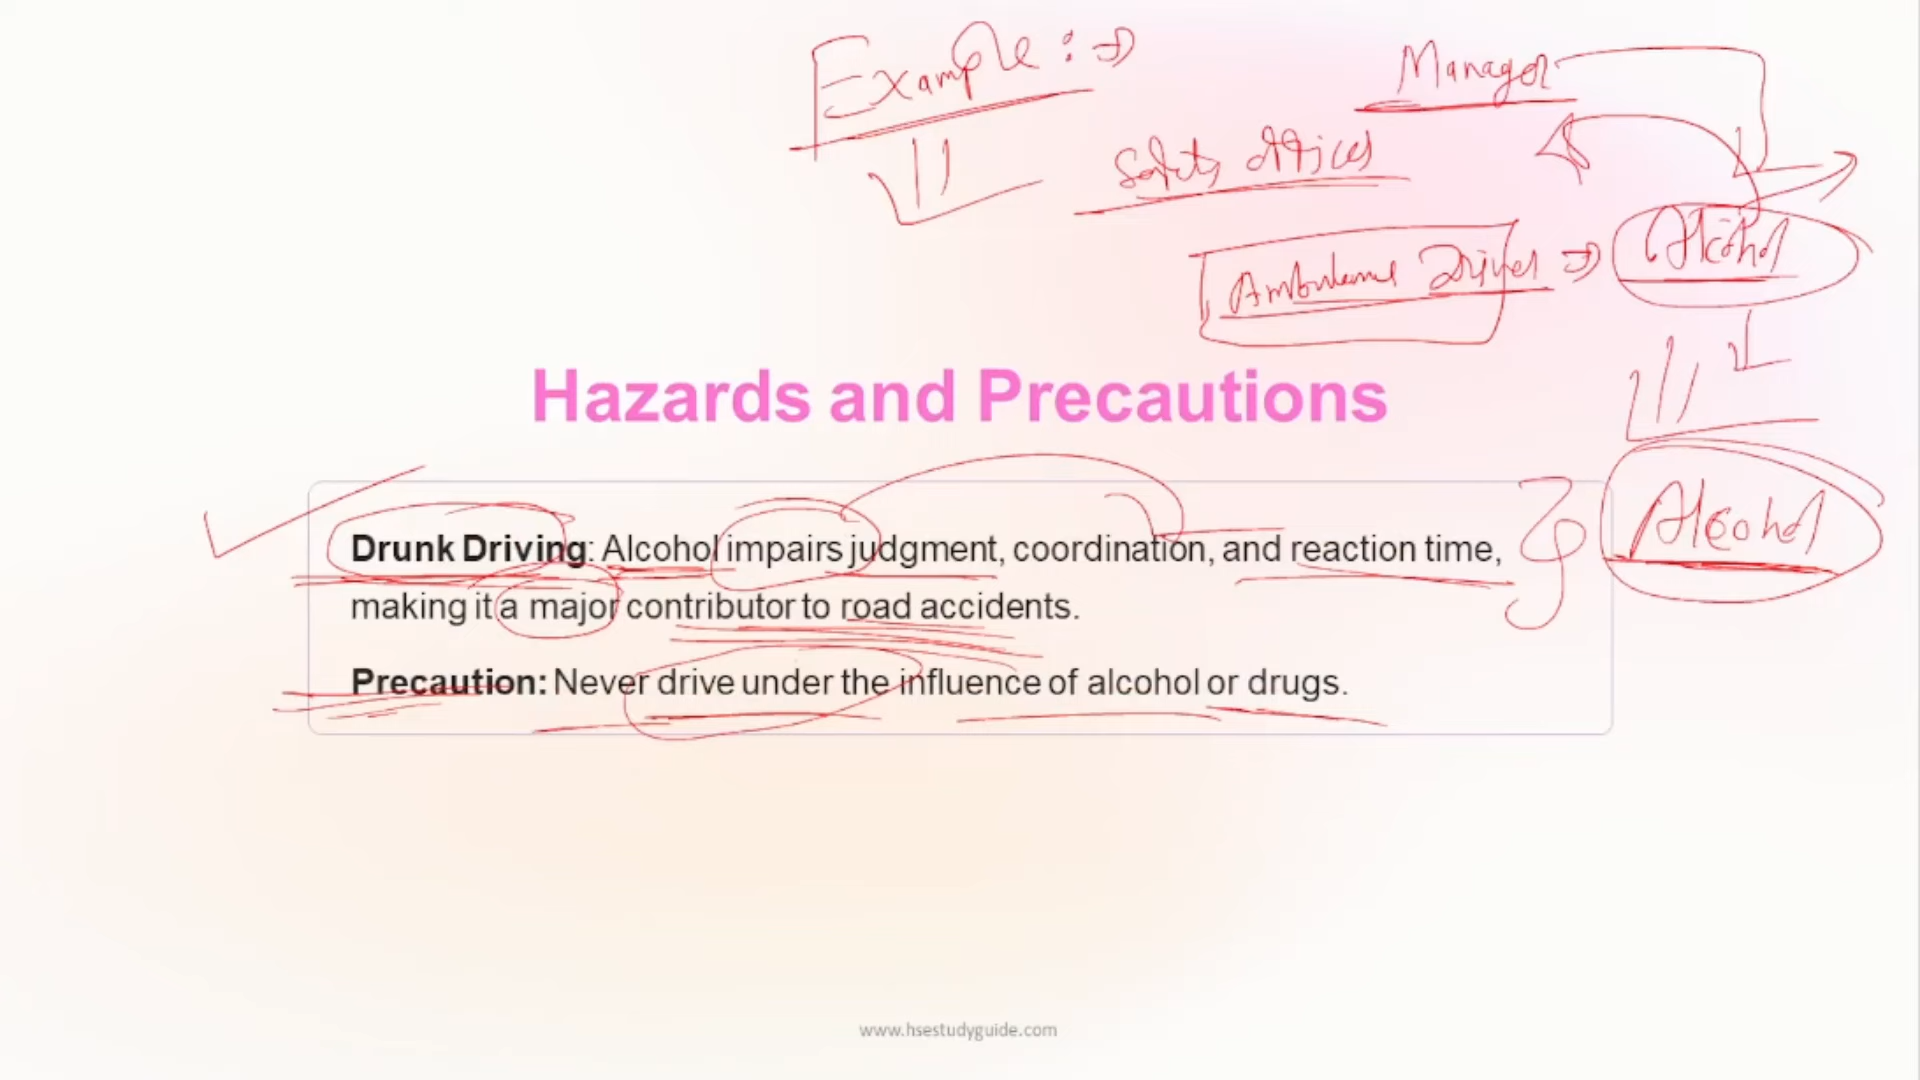 Example :⇒
Manager
Safety officer
Ambulance Driver ⇒ Alcohol
Hazards and Precautions
Alcohol
Drunk Driving: Alcohol impairs judgment, coordination, and reaction time,
making it a major contributor to road accidents.
Precaution: Never drive under the influence of alcohol or drugs.
www.hsestudyguide.com